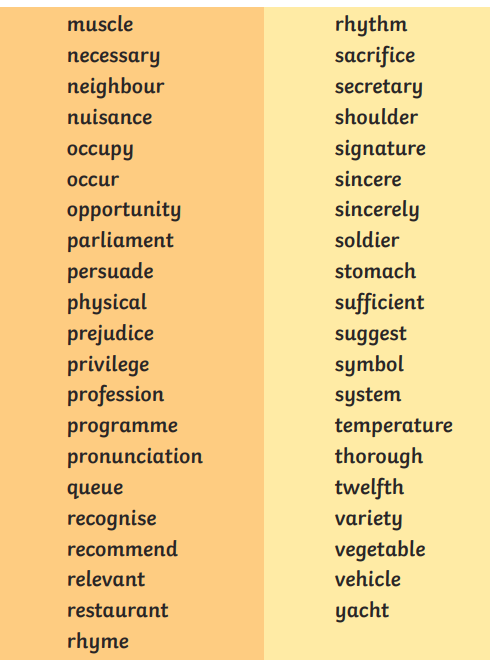 muscle
necessary
neighbour
nuisance
occupy
occur
opportunity
parliament
persuade
physical
prejudice
privilege
profession
programme
pronunciation
queue
recognise
recommend
relevant
restaurant
rhyme
rhythm
sacrifice
secretary
shoulder
signature
sincere
sincerely
soldier
stomach
sufficient
suggest
symbol
system
temperature
thorough
twelfth
variety
vegetable
vehicle
yacht